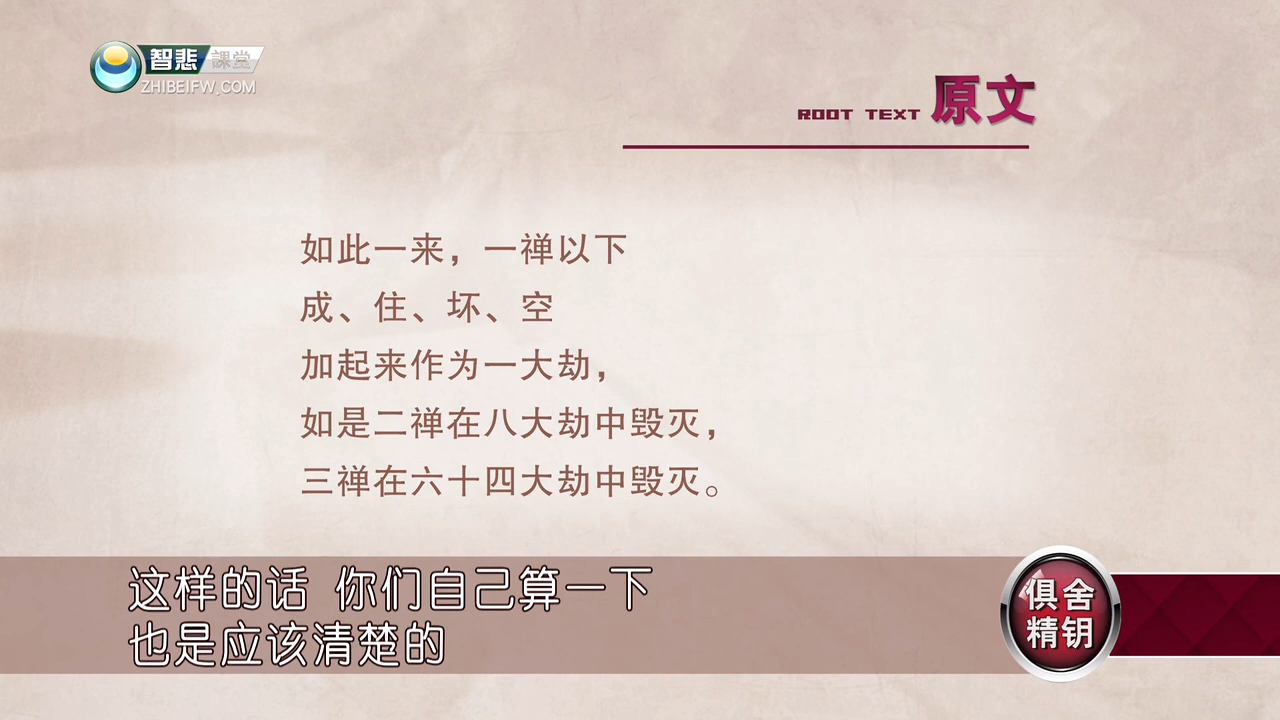 智悲課堂
ZHIBEIFW.COM
ROOT TEXT 原文
如此一来，一禅以下
成、住、坏、空
加起来作为一大劫，
如是二禅在八大劫中毁灭，
三禅在六十四大劫中毁灭。
这样的话 你们自己算一下
也是应该清楚的
俱舍
精钥